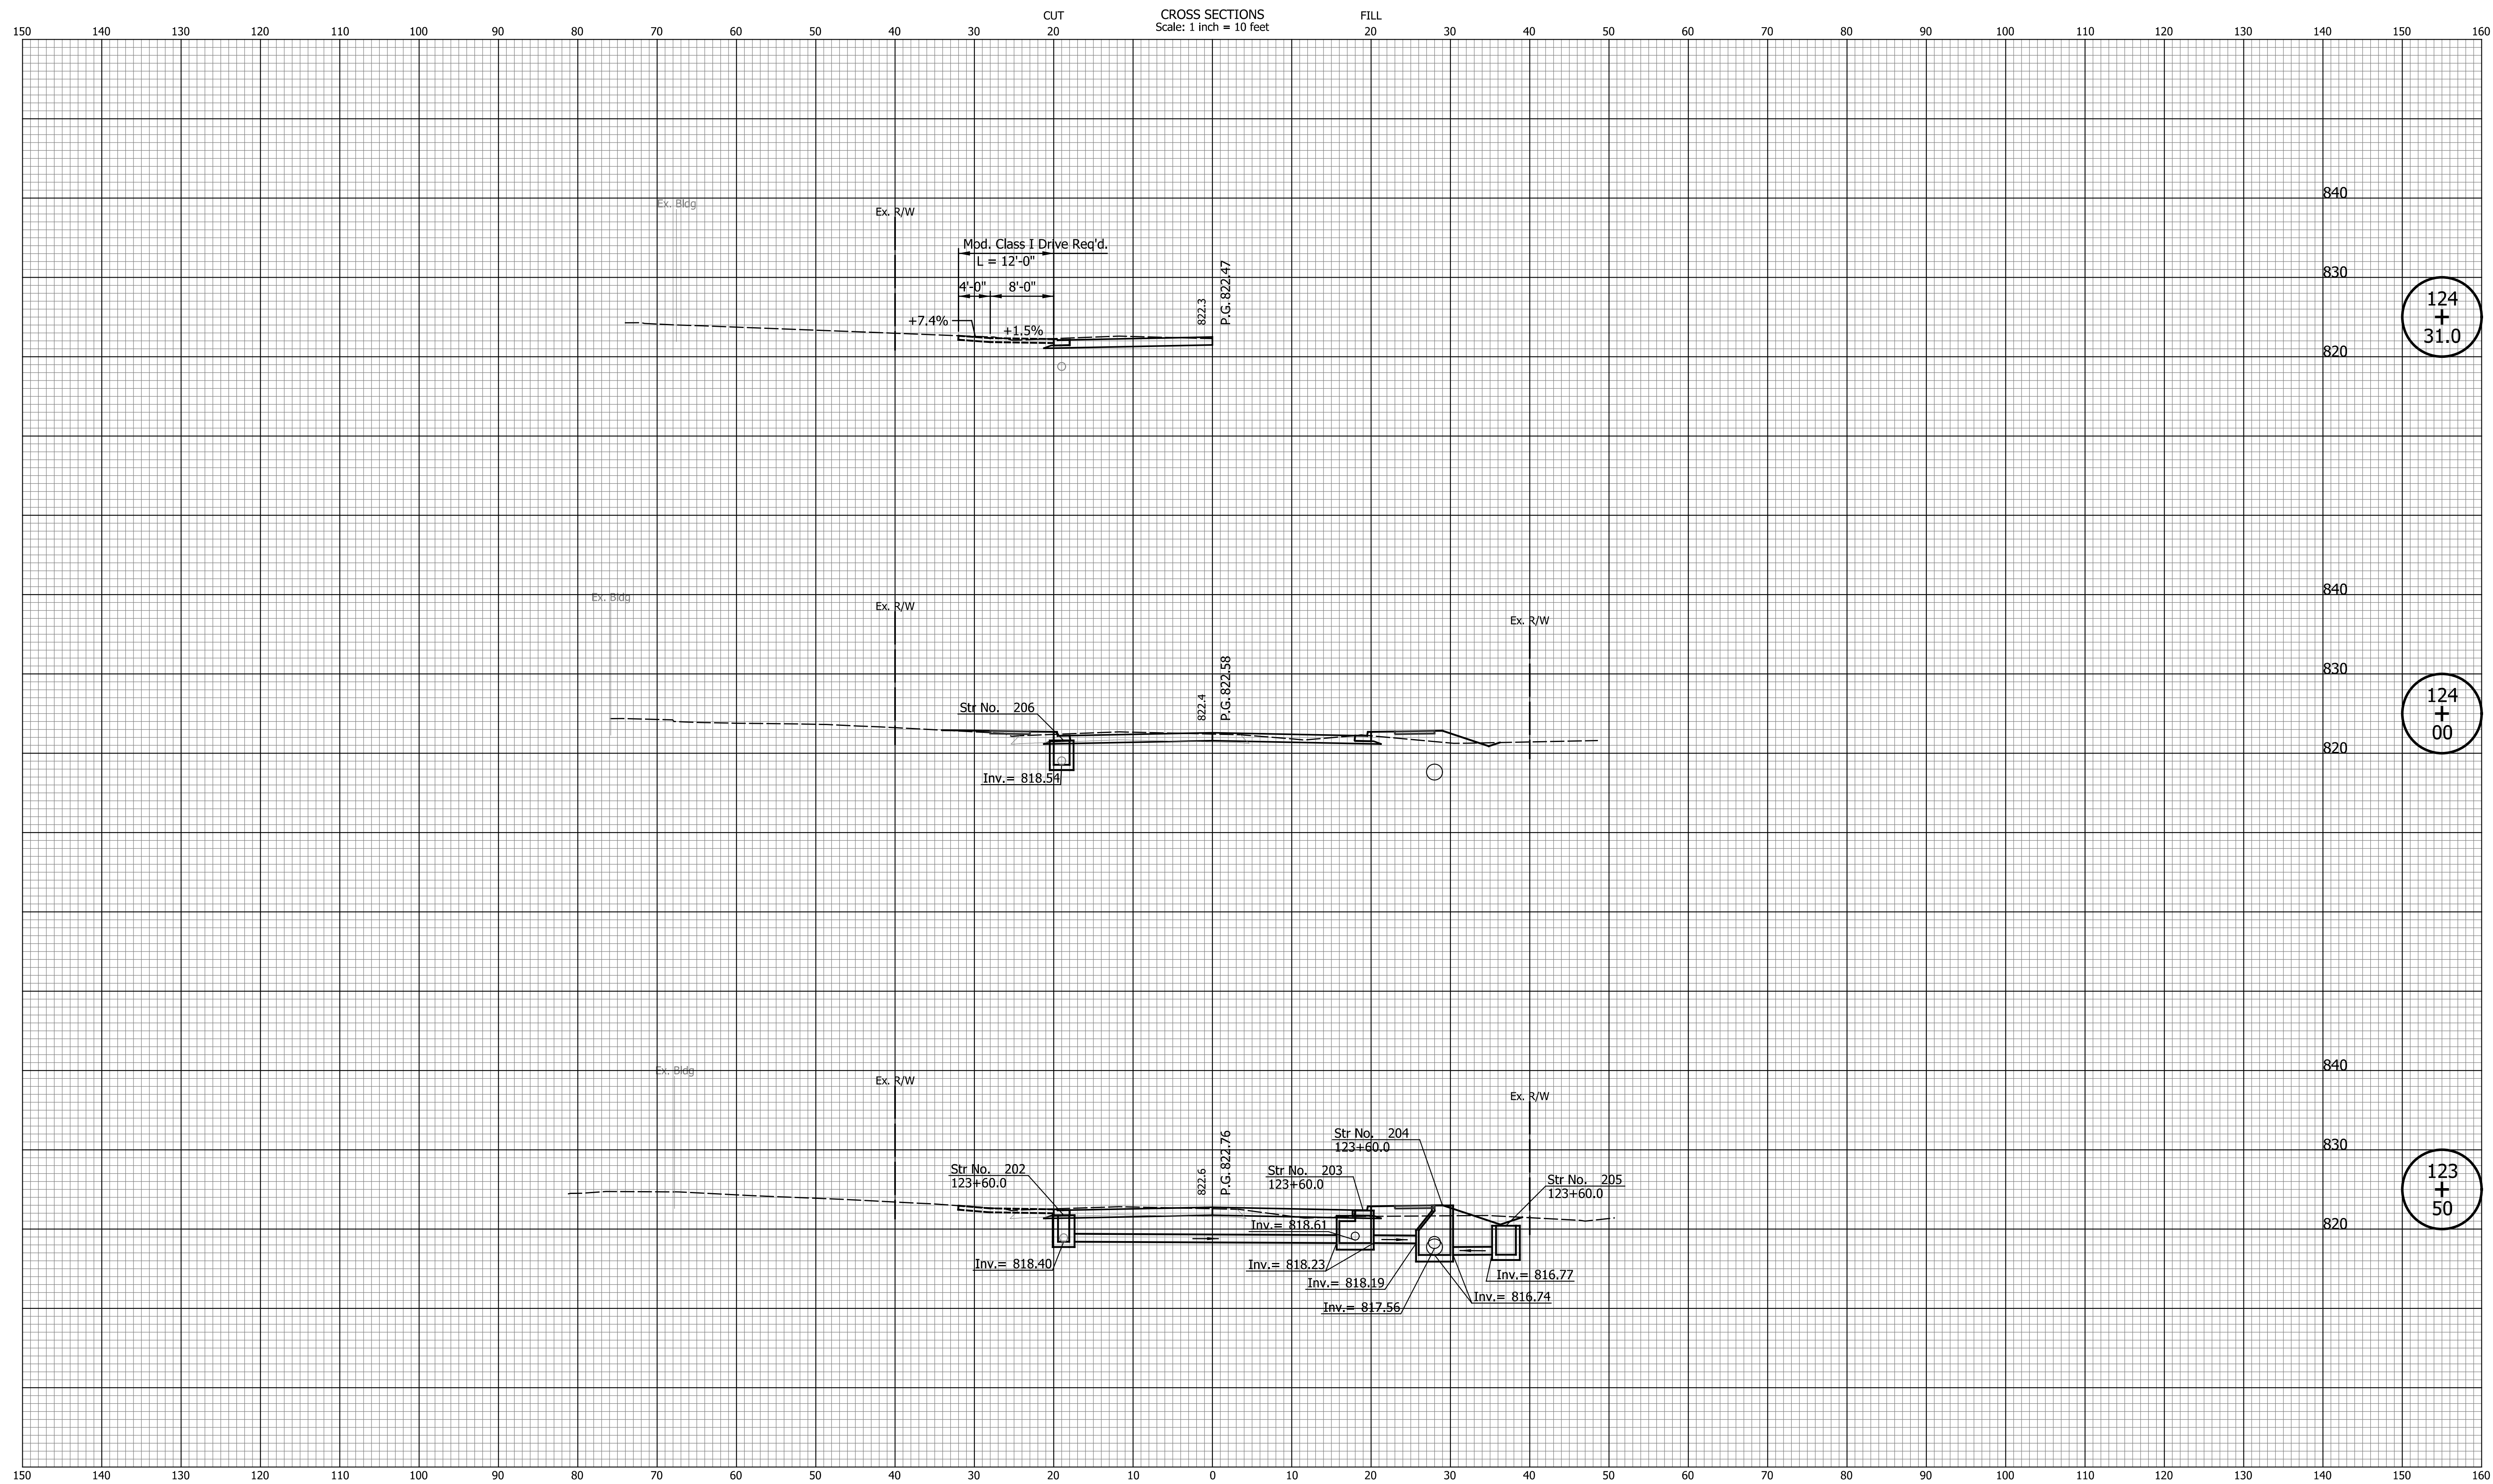 CUT CROSS SECTIONS FILL
Scale: 1 inch = 10 feet
150 140 130 120 110 100 90 80 70 60 50 40 30 20 20 30 40 50 60 70 80 90 100 110 120 130 140 150 160
840
Ex. Bldg
Ex. R/W
Mod. Class I Drive Req'd.
L = 12'-0"
830
4'-0" 8'-0"
822.3
P.G. 822.47
124
+
31.0
+7.4%
+1.5%
820
840
Ex. Bldg
Ex. R/W
Ex. R/W
830
822.4
P.G. 822.58
124
+
00
Str No. 206
820
Inv.= 818.54
840
Ex. Bldg
Ex. R/W
Ex. R/W
830
Str No. 204
123+60.0
822.6
P.G. 822.76
Str No. 202
123+60.0
Str No. 203
123+60.0
Str No. 205
123+60.0
123
+
50
820
Inv.= 818.61
Inv.= 818.40
Inv.= 818.23
Inv.= 818.19
Inv.= 816.77
Inv.= 817.56
Inv.= 816.74
150 140 130 120 110 100 90 80 70 60 50 40 30 20 10 0 10 20 30 40 50 60 70 80 90 100 110 120 130 140 150 160